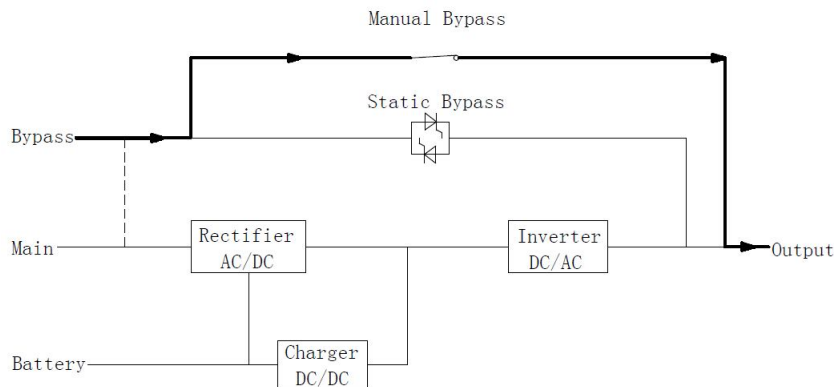 Manual Bypass
Static Bypass
Bypass
Main
Rectifier
AC/DC
Inverter
DC/AC
Output
Battery
Charger
DC/DC